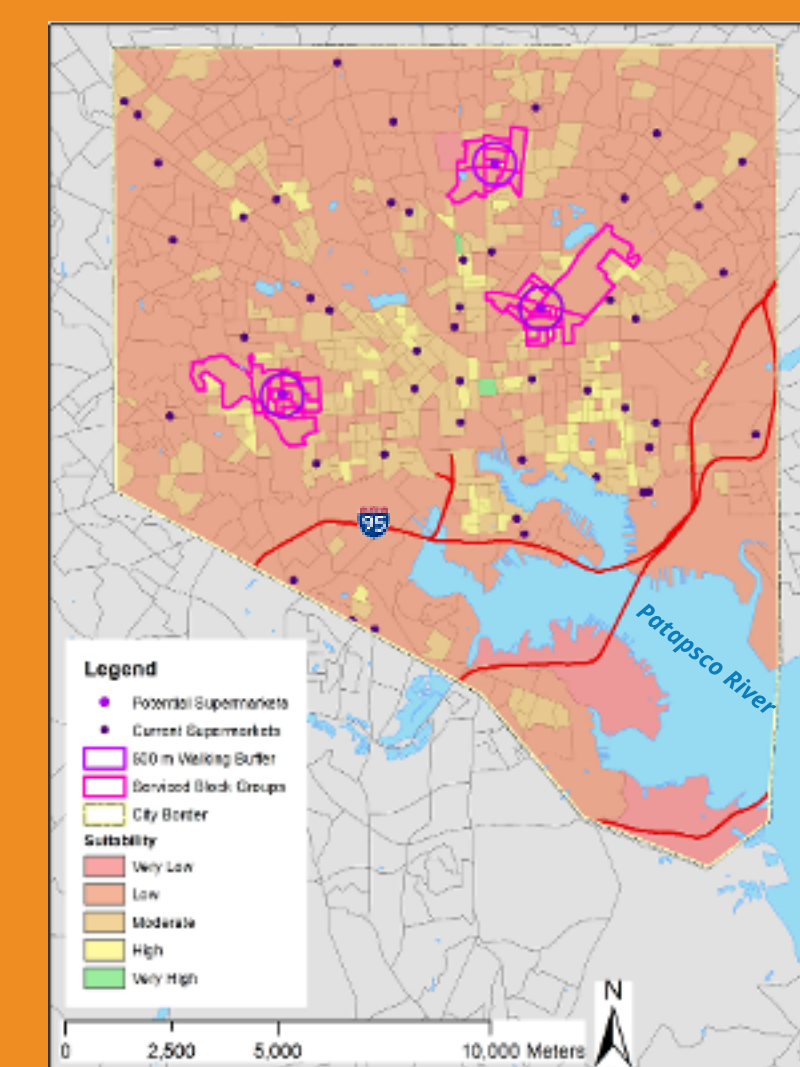 95
Patapsco River
Legend
Potential Supermarkets
Current Supermarkets
500 m Walking Buffer
Serviced Block Groups
City Border
Suitability
Very Low
Low
Moderate
High
Very High
N
0 2,500 5,000 10,000 Meters